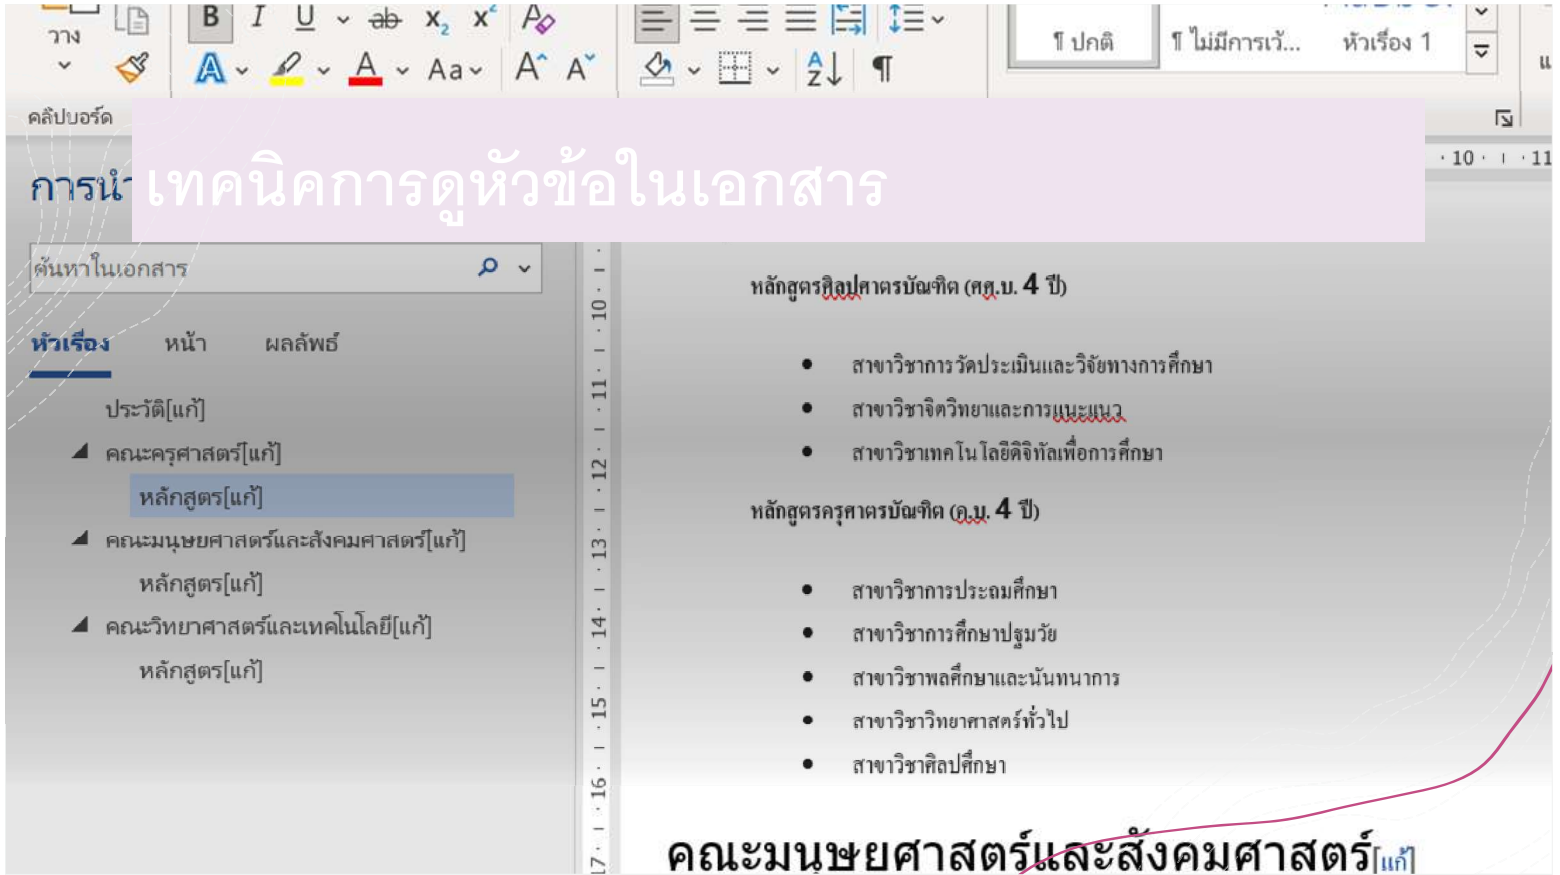 วาง
B I U ab x₂ x² A
A A Aa A^ Aˇ A Z ¶
¶ ปกติ
¶ ไม่มีการเว้...
หัวเรื่อง 1
คลิปบอร์ด
เทคนิคการดูหัวข้อในเอกสาร
การนำ
· 10 · ı · 11
ค้นหาในเอกสาร
หัวเรื่อง หน้า ผลลัพธ์
ประวัติ[แก้]
คณะครุศาสตร์[แก้]
หลักสูตร[แก้]
คณะมนุษยศาสตร์และสังคมศาสตร์[แก้]
หลักสูตร[แก้]
คณะวิทยาศาสตร์และเทคโนโลยี[แก้]
หลักสูตร[แก้]
10 11 12 13 14 15 16 17
หลักสูตรศิลปศาตรบัณฑิต (ศศ.บ. 4 ปี)
• สาขาวิชาการวัดประเมินและวิจัยทางการศึกษา
• สาขาวิชาจิตวิทยาและการแนะแนว
• สาขาวิชาเทคโนโลยีดิจิทัลเพื่อการศึกษา
หลักสูตรครุศาตรบัณฑิต (ค.บ. 4 ปี)
• สาขาวิชาการประถมศึกษา
• สาขาวิชาการศึกษาปฐมวัย
• สาขาวิชาพลศึกษาและนันทนาการ
• สาขาวิชาวิทยาศาสตร์ทั่วไป
• สาขาวิชาศิลปศึกษา
คณะมนุษยศาสตร์และสังคมศาสตร์[แก้]